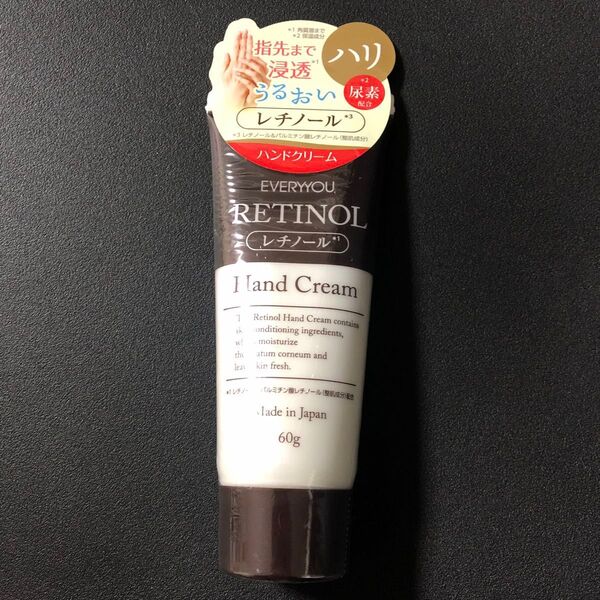 *1 角質層まで
*2 保湿成分
指先まで
浸透*1
うるおい
ハリ
*2
尿素
配合
レチノール*3
*3 レチノール&パルミチン酸レチノール(整肌成分)
ハンドクリーム
EVERYYOU
RETINOL
レチノール*1
Hand Cream
Retinol Hand Cream contains
conditioning ingredients,
moisturize
corneum and
fresh.
パルミチン酸レチノール(整肌成分)配合
Made in Japan
60g